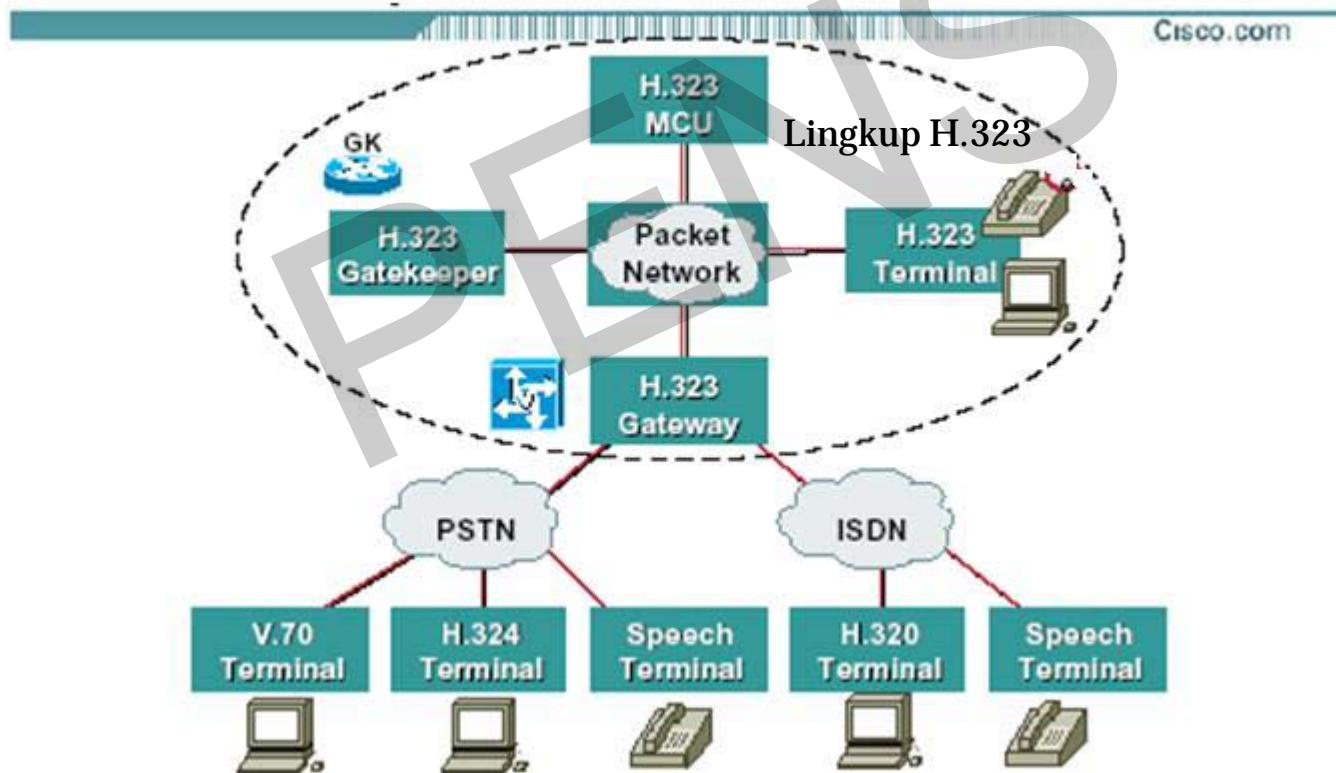 Cisco.com
H.323
MCU
Lingkup H.323
GK
H.323
Gatekeeper
Packet
Network
H.323
Terminal
H.323
Gateway
PSTN
ISDN
V.70
Terminal
H.324
Terminal
Speech
Terminal
H.320
Terminal
Speech
Terminal
PENS